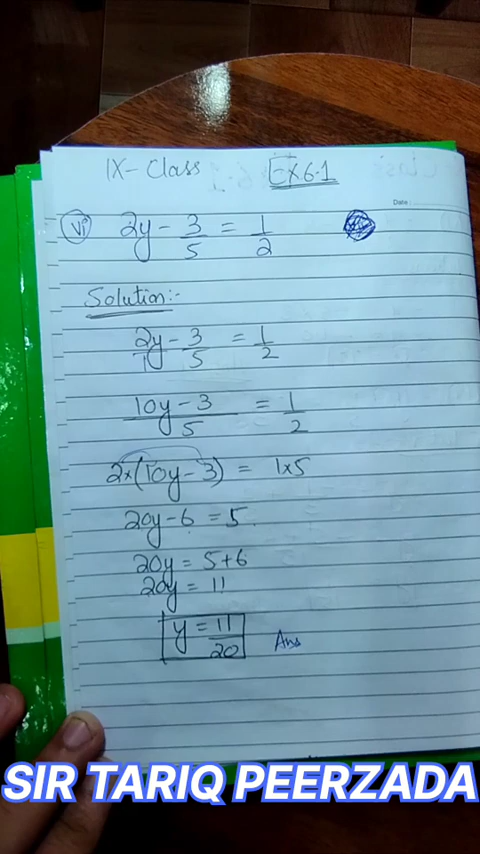 IX- Class EX 6.1
Date :
(vi) 2y - 3/5 = 1/2
Solution:-
2y/1 - 3/5 = 1/2
10y - 3/5 = 1/2
2×(10y - 3) = 1×5
20y - 6 = 5
20y = 5+6
20y = 11
y = 11/20 Ans
SIR TARIQ PEERZADA